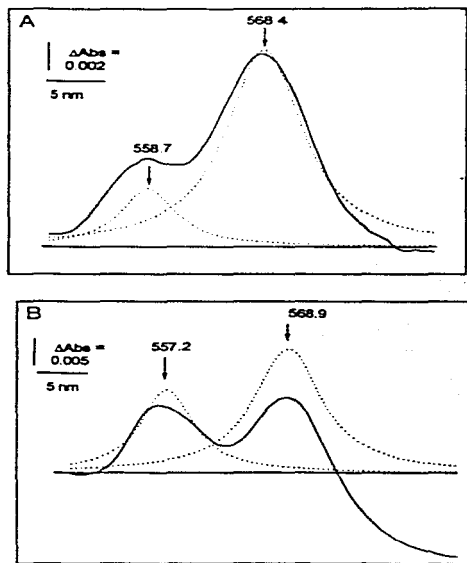 A
568.4
ΔAbs =
0.002
5 nm
558.7
B
568.9
ΔAbs =
0.005
557.2
5 nm